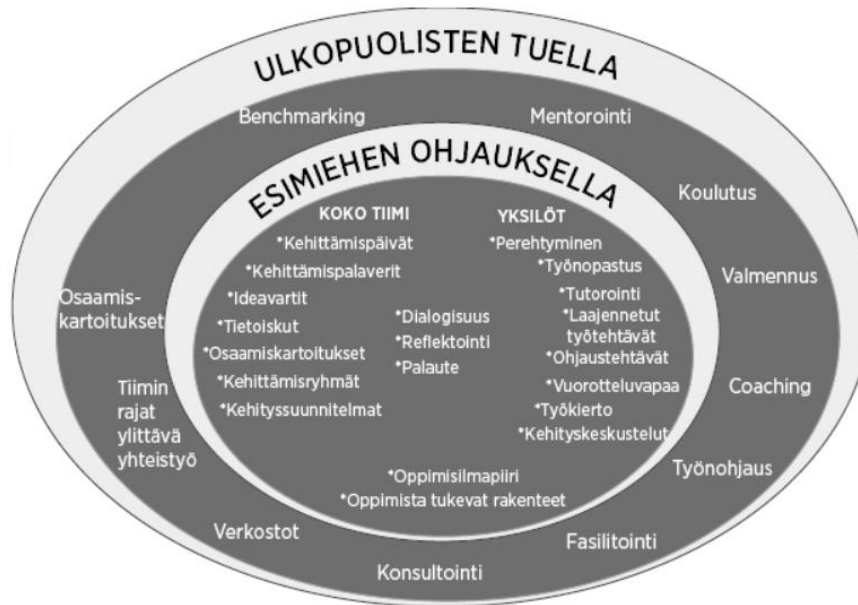 ULKOPUOLISTEN TUELLA
Benchmarking
Mentorointi
Koulutus
Valmennus
Coaching
Työnohjaus
Fasilitointi
Konsultointi
Verkostot
Tiimin
rajat
ylittävä
yhteistyö
Osaamis-
kartoitukset
ESIMIEHEN OHJAUKSELLA
KOKO TIIMI
*Kehittämispäivät
*Kehittämispalaverit
*Ideavartit
*Tietoiskut
*Osaamiskartoitukset
*Kehittämisryhmät
*Kehityssuunnitelmat
*Dialogisuus
*Reflektointi
*Palaute
YKSILÖT
*Perehtyminen
*Työnopastus
*Tutorointi
*Laajennetut
työtehtävät
*Ohjaustehtävät
*Vuorotteluvapaa
*Työkierto
*Kehityskeskustelut
*Oppimisilmapiiri
*Oppimista tukevat rakenteet